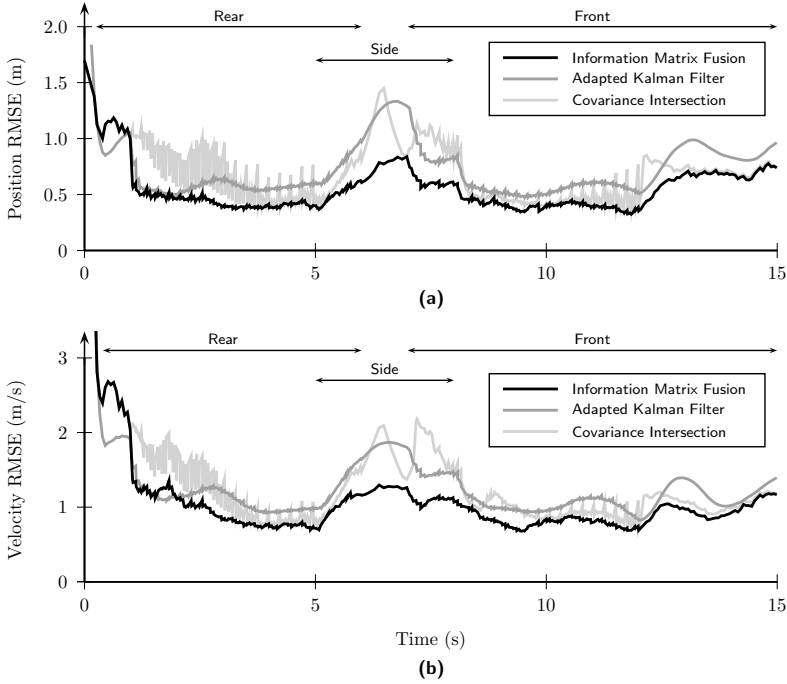 Rear
Front
2.0
Side
Information Matrix Fusion
Adapted Kalman Filter
Covariance Intersection
1.5
1.0
0.5
0
Position RMSE (m)
0
5
10
15
(a)
Rear
Front
3
Side
Information Matrix Fusion
Adapted Kalman Filter
Covariance Intersection
2
1
0
Velocity RMSE (m/s)
0
5
10
15
Time (s)
(b)